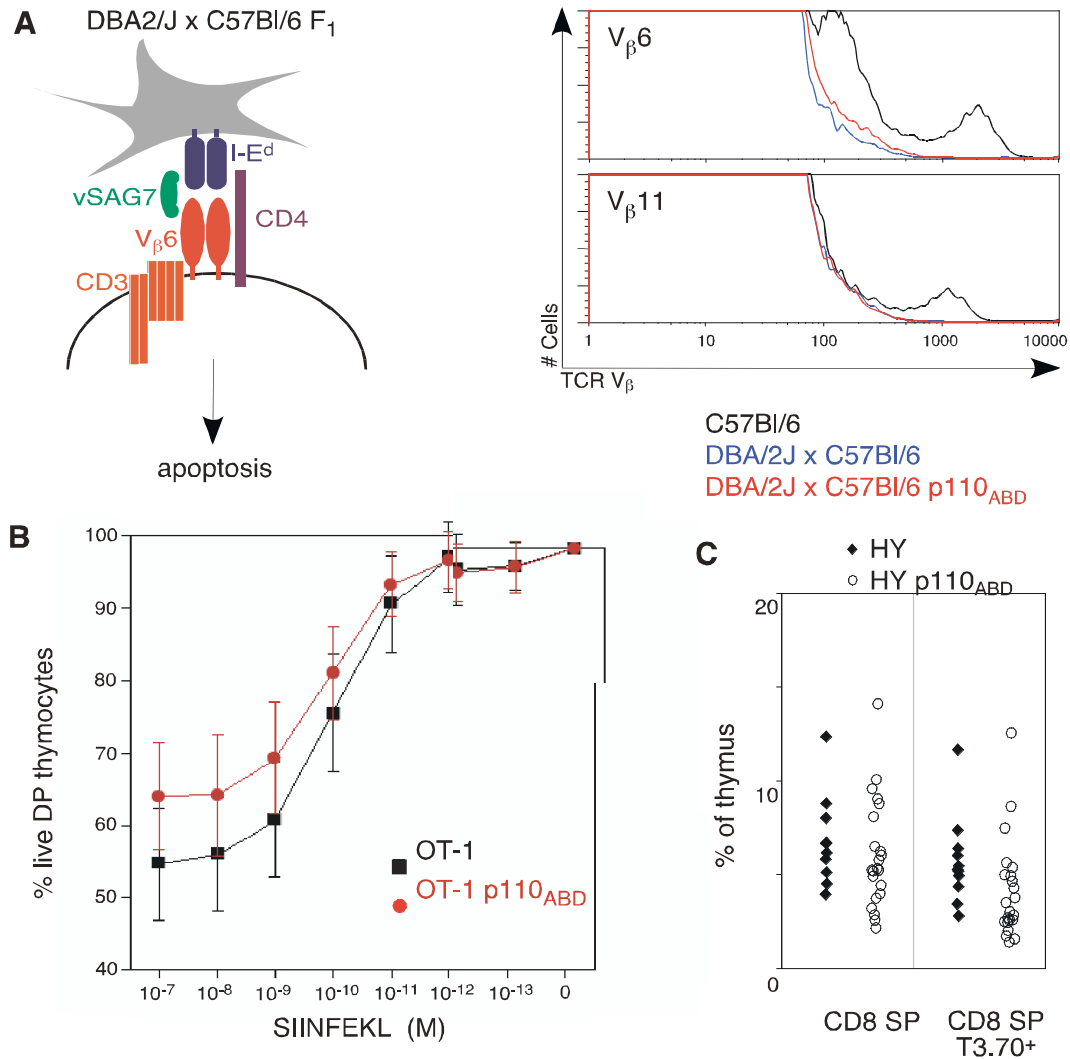 A
DBA2/J x C57Bl/6 F1
I-Ed
vSAG7
CD4
Vβ6
CD3
apoptosis
Vβ6
Vβ11
# Cells
1
10
100
1000
10000
TCR Vβ
C57Bl/6
DBA/2J x C57Bl/6
DBA/2J x C57Bl/6 p110ABD
B
% live DP thymocytes
100
90
80
70
60
50
40
OT-1
OT-1 p110ABD
10-7
10-8
10-9
10-10
10-11
10-12
10-13
0
SIINFEKL (M)
C
HY
HY p110ABD
% of thymus
20
10
0
CD8 SP
CD8 SP
T3.70+